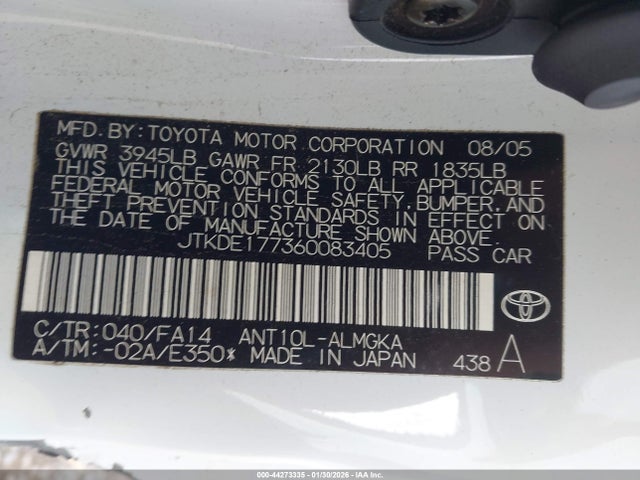 MFD. BY: TOYOTA MOTOR CORPORATION 08/05
GVWR 3945LB GAWR FR 2130LB RR 1835LB
THIS VEHICLE CONFORMS TO ALL APPLICABLE
FEDERAL MOTOR VEHICLE SAFETY, BUMPER, AND
THEFT PREVENTION STANDARDS IN EFFECT ON
THE DATE OF MANUFACTURE SHOWN ABOVE.
JTKDE177360083405 PASS CAR
C/TR: 040/FA14 ANT10L-ALMGKA
A/TM: -02A/E350* MADE IN JAPAN 438 A
000-44273335 - 01/30/2026 - IAA Corp.